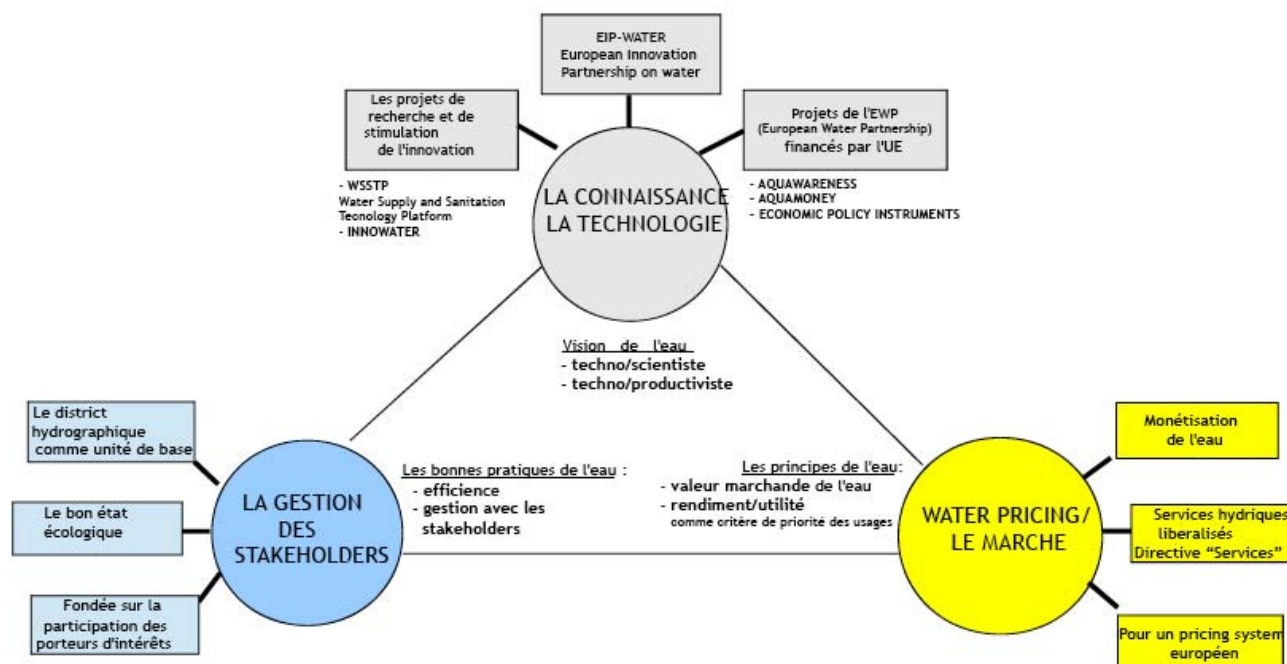 EIP-WATER
European Innovation
Partnership on water
Les projets de
recherche et de
stimulation
de l'innovation
- WSSTP
Water Supply and Sanitation
Tecnology Platform
- INNOWATER
Projets de l'EWP
(European Water Partnership)
financés par l'UE
- AQUAWARENESS
- AQUAMONEY
- ECONOMIC POLICY INSTRUMENTS
LA CONNAISSANCE
LA TECHNOLOGIE
Vision de l'eau
- techno/scientiste
- techno/productiviste
Le district
hydrographique
comme unité de base
Le bon état
écologique
Fondée sur la
participation des
porteurs d'intérêts
LA GESTION
DES
STAKEHOLDERS
Les bonnes pratiques de l'eau :
- efficience
- gestion avec les
stakeholders
Les principes de l'eau:
- valeur marchande de l'eau
- rendiment/utilité
comme critère de priorité des usages
WATER PRICING/
LE MARCHE
Monétisation
de l'eau
Services hydriques
liberalisés
Directive “Services”
Pour un pricing system
européen